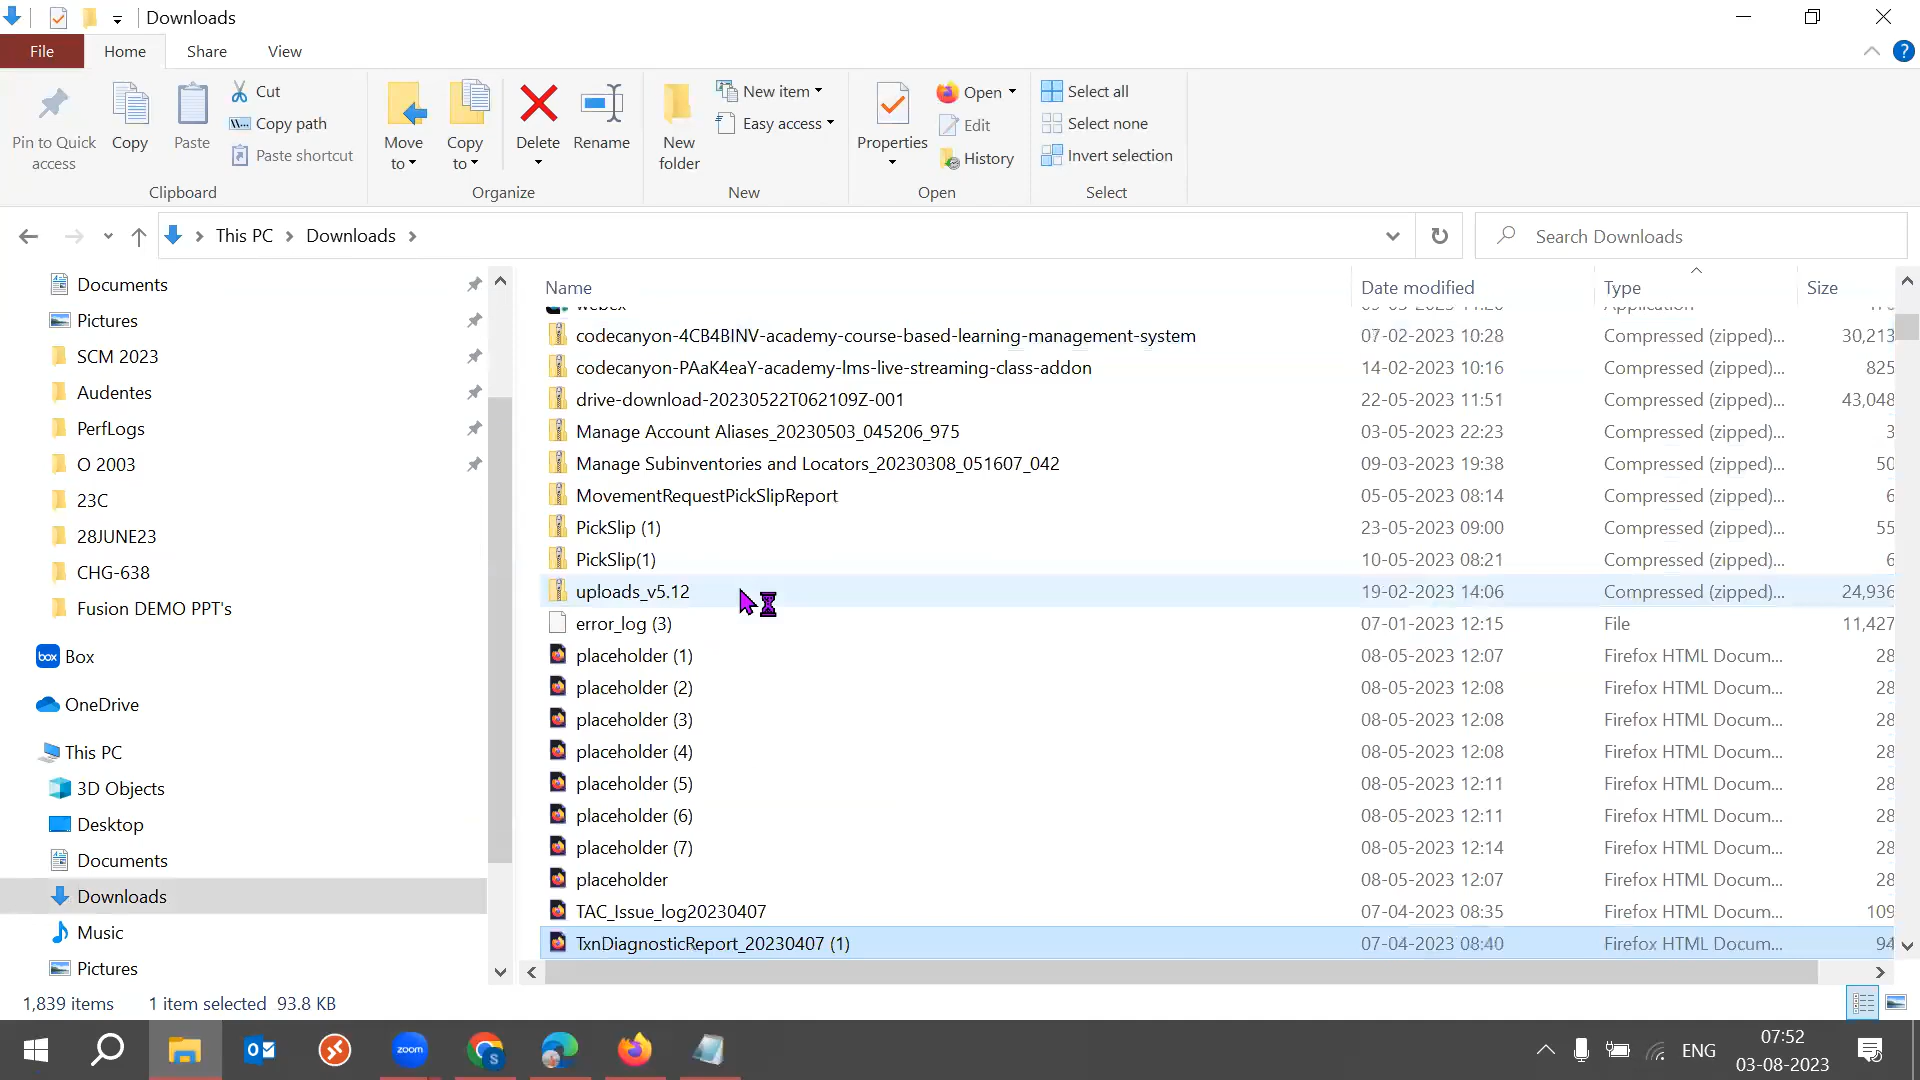 Downloads
File Home Share View
Pin to Quick access
Copy
Paste
Cut
Copy path
Paste shortcut
Clipboard
Move to
Copy to
Delete
Rename
Organize
New folder
New item
Easy access
New
Properties
Open
Edit
History
Open
Select all
Select none
Invert selection
Select
This PC > Downloads >
Search Downloads
Documents
Pictures
SCM 2023
Audentes
PerfLogs
O 2003
23C
28JUNE23
CHG-638
Fusion DEMO PPT's
box Box
OneDrive
This PC
3D Objects
Desktop
Documents
Downloads
Music
Pictures
Name Date modified Type Size
codecanyon-4CB4BINV-academy-course-based-learning-management-system 07-02-2023 10:28 Compressed (zipped)... 30,213
codecanyon-PAaK4eaY-academy-lms-live-streaming-class-addon 14-02-2023 10:16 Compressed (zipped)... 825
drive-download-20230522T062109Z-001 22-05-2023 11:51 Compressed (zipped)... 43,048
Manage Account Aliases_20230503_045206_975 03-05-2023 22:23 Compressed (zipped)... 3
Manage Subinventories and Locators_20230308_051607_042 09-03-2023 19:38 Compressed (zipped)... 50
MovementRequestPickSlipReport 05-05-2023 08:14 Compressed (zipped)... 6
PickSlip (1) 23-05-2023 09:00 Compressed (zipped)... 55
PickSlip(1) 10-05-2023 08:21 Compressed (zipped)... 6
uploads_v5.12 19-02-2023 14:06 Compressed (zipped)... 24,936
error_log (3) 07-01-2023 12:15 File 11,427
placeholder (1) 08-05-2023 12:07 Firefox HTML Docum... 28
placeholder (2) 08-05-2023 12:08 Firefox HTML Docum... 28
placeholder (3) 08-05-2023 12:08 Firefox HTML Docum... 28
placeholder (4) 08-05-2023 12:08 Firefox HTML Docum... 28
placeholder (5) 08-05-2023 12:11 Firefox HTML Docum... 28
placeholder (6) 08-05-2023 12:11 Firefox HTML Docum... 28
placeholder (7) 08-05-2023 12:14 Firefox HTML Docum... 28
placeholder 08-05-2023 12:07 Firefox HTML Docum... 28
TAC_Issue_log20230407 07-04-2023 08:35 Firefox HTML Docum... 109
TxnDiagnosticReport_20230407 (1) 07-04-2023 08:40 Firefox HTML Docum... 94
1,839 items 1 item selected 93.8 KB
zoom
S
ENG
07:52
03-08-2023